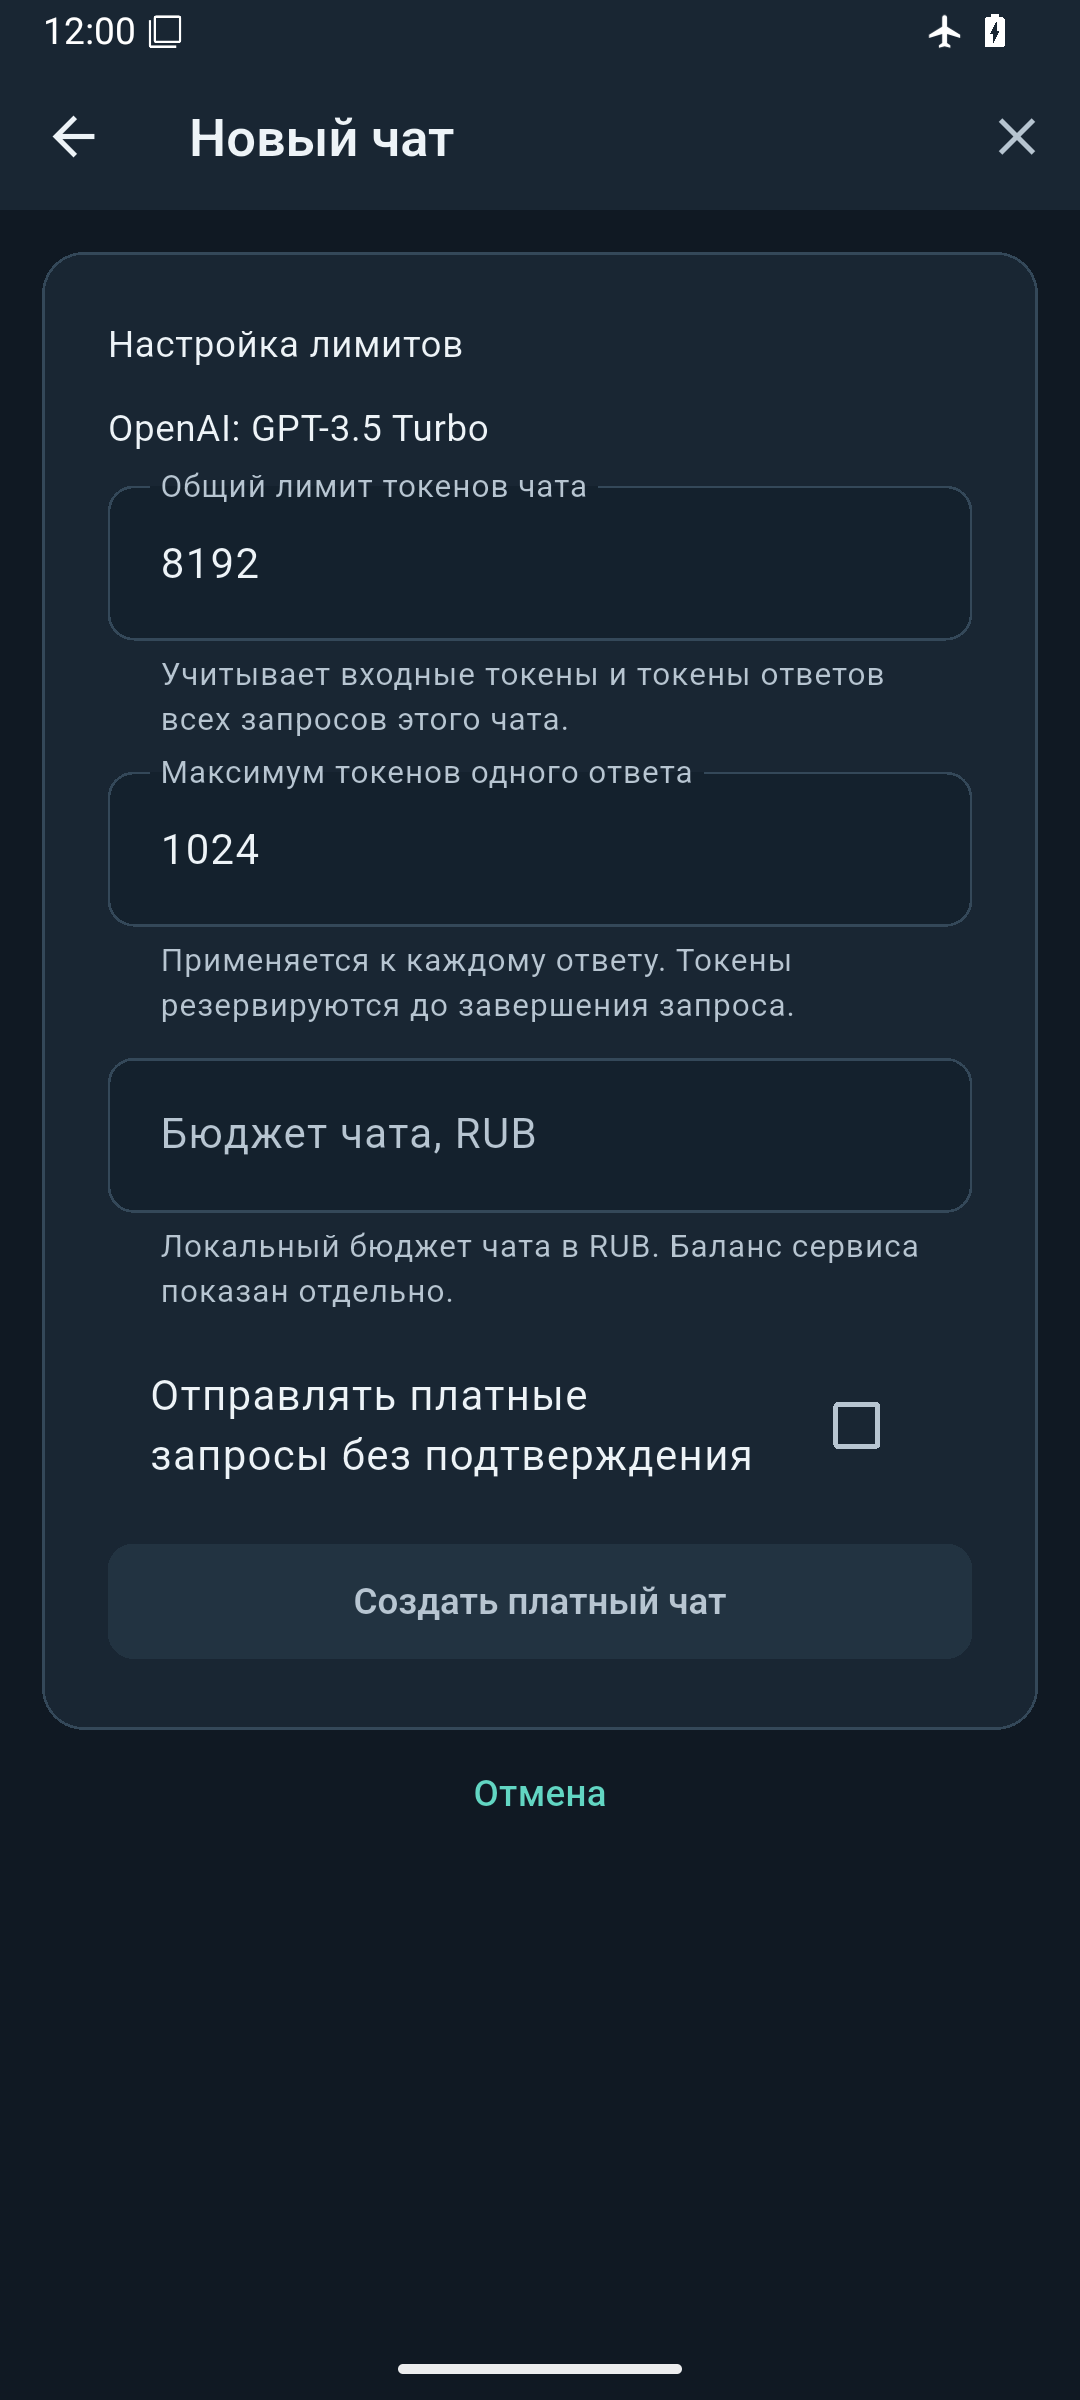 12:00
Новый чат
Настройка лимитов
OpenAI: GPT-3.5 Turbo
Общий лимит токенов чата
8192
Учитывает входные токены и токены ответов
всех запросов этого чата.
Максимум токенов одного ответа
1024
Применяется к каждому ответу. Токены
резервируются до завершения запроса.
Бюджет чата, RUB
Локальный бюджет чата в RUB. Баланс сервиса
показан отдельно.
Отправлять платные
запросы без подтверждения
Создать платный чат
Отмена